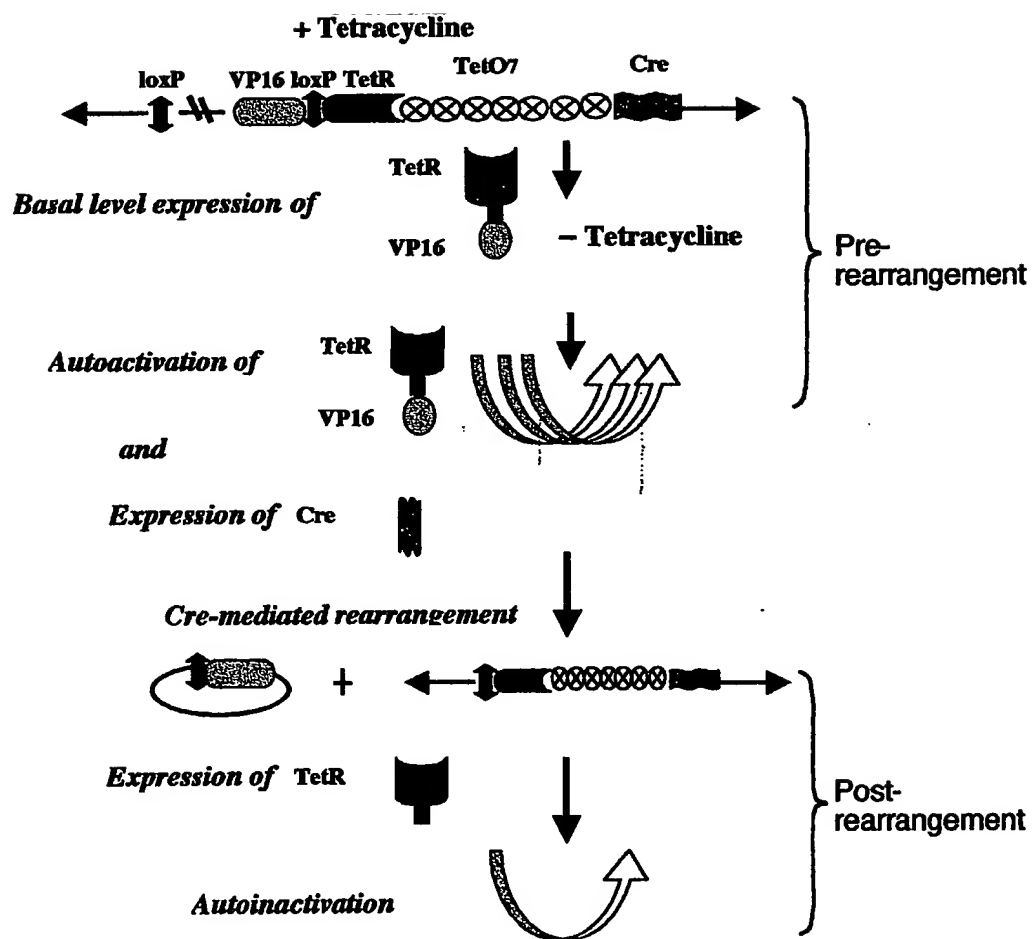 + Tetracycline
loxP VP16 loxP TetR TetO7 Cre
TetR
Basal level expression of
VP16 – Tetracycline
Pre-
rearrangement
TetR
Autoactivation of
VP16
and
Expression of Cre
Cre-mediated rearrangement
+
Expression of TetR
Post-
rearrangement
Autoinactivation